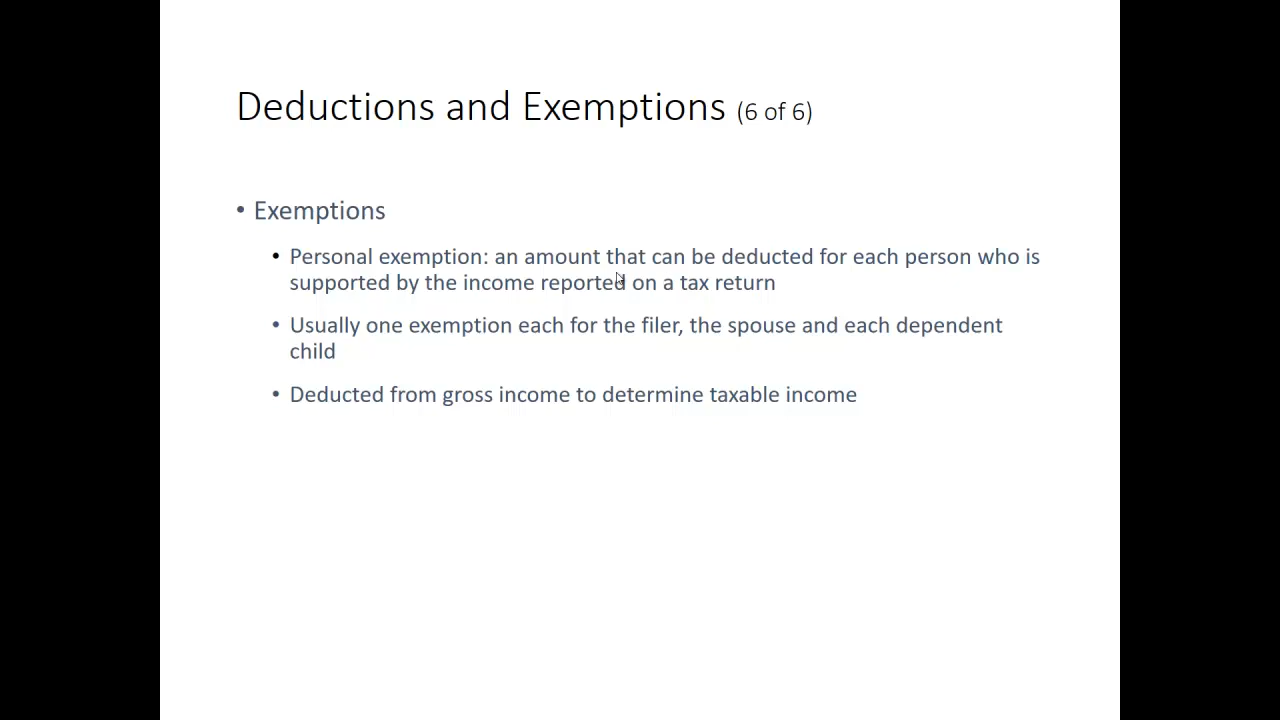 Deductions and Exemptions (6 of 6)
• Exemptions
• Personal exemption: an amount that can be deducted for each person who is
supported by the income reported on a tax return
• Usually one exemption each for the filer, the spouse and each dependent
child
• Deducted from gross income to determine taxable income